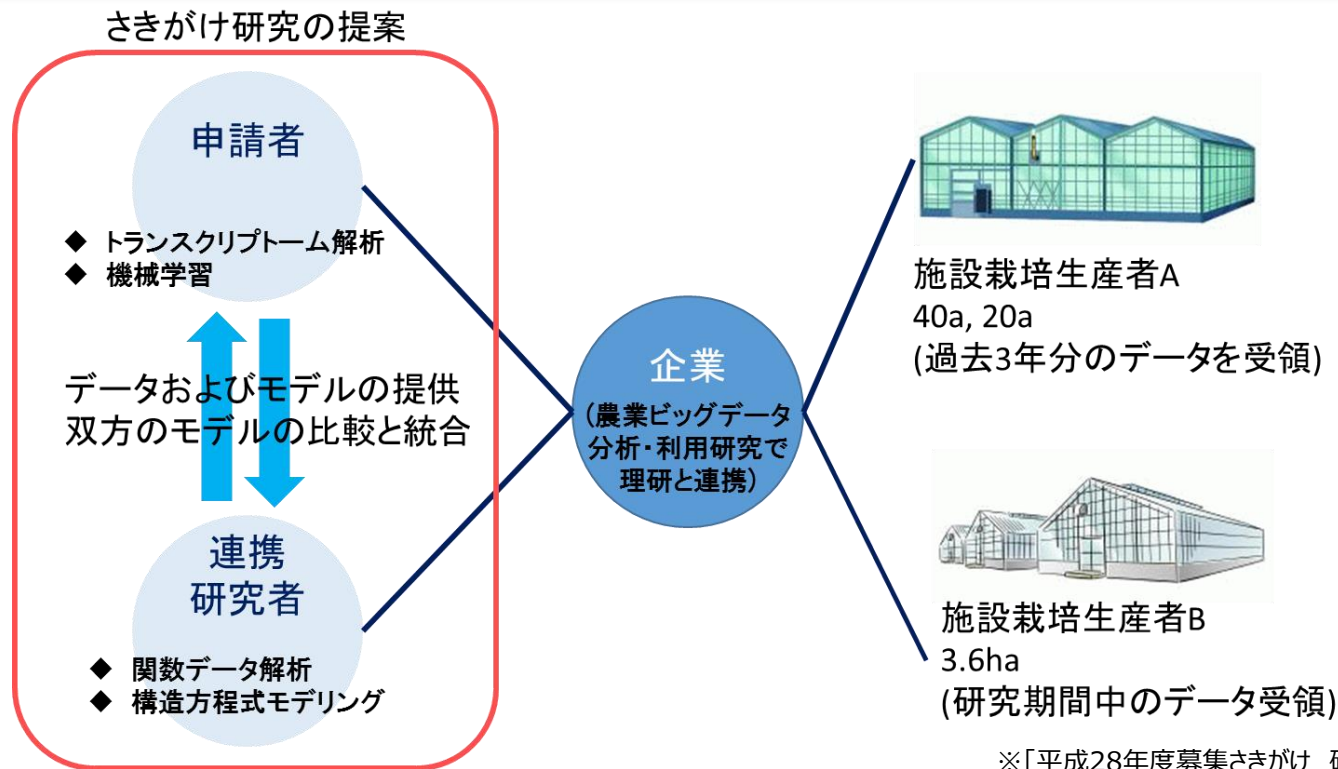 さきがけ研究の提案
申請者
◆ トランスクリプトーム解析
◆ 機械学習
データおよびモデルの提供
双方のモデルの比較と統合
連携
研究者
◆ 関数データ解析
◆ 構造方程式モデリング
企業
(農業ビッグデータ
分析・利用研究で
理研と連携)
施設栽培生産者A
40a, 20a
(過去3年分のデータを受領)
施設栽培生産者B
3.6ha
(研究期間中のデータ受領)
※「平成28年度募集さきがけ